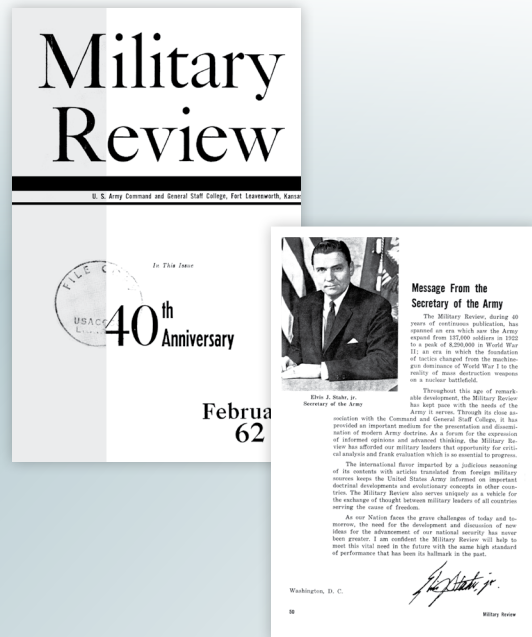 Military
Review
U. S. Army Command and General Staff College, Fort Leavenworth, Kansas
In This Issue
FILE
USACG
40th
Anniversary
Februa
62
Elvis J. Stahr, jr.
Secretary of the Army
Message From the
Secretary of the Army
The Military Review, during 40
years of continuous publication, has
spanned an era which saw the Army
expand from 137,000 soldiers in 1922
to a peak of 8,290,000 in World War
II; an era in which the foundation
of tactics changed from the machine-
gun dominance of World War I to the
reality of mass destruction weapons
on a nuclear battlefield.
Throughout this age of remark-
able development, the Military Review
has kept pace with the needs of the
Army it serves. Through its close as-
sociation with the Command and General Staff College, it has
provided an important medium for the presentation and dissemi-
nation of modern Army doctrine. As a forum for the expression
of informed opinions and advanced thinking, the Military Re-
view has afforded our military leaders that opportunity for criti-
cal analysis and frank evaluation which is so essential to progress.
The international flavor imparted by a judicious seasoning
of its contents with articles translated from foreign military
sources keeps the United States Army informed on important
doctrinal developments and evolutionary concepts in other coun-
tries. The Military Review also serves uniquely as a vehicle for
the exchange of thought between military leaders of all countries
serving the cause of freedom.
As our Nation faces the grave challenges of today and to-
morrow, the need for the development and discussion of new
ideas for the advancement of our national security has never
been greater. I am confident the Military Review will help to
meet this vital need in the future with the same high standard
of performance that has been its hallmark in the past.
Elvis J. Stahr, jr.
Washington, D. C.
50
Military Review